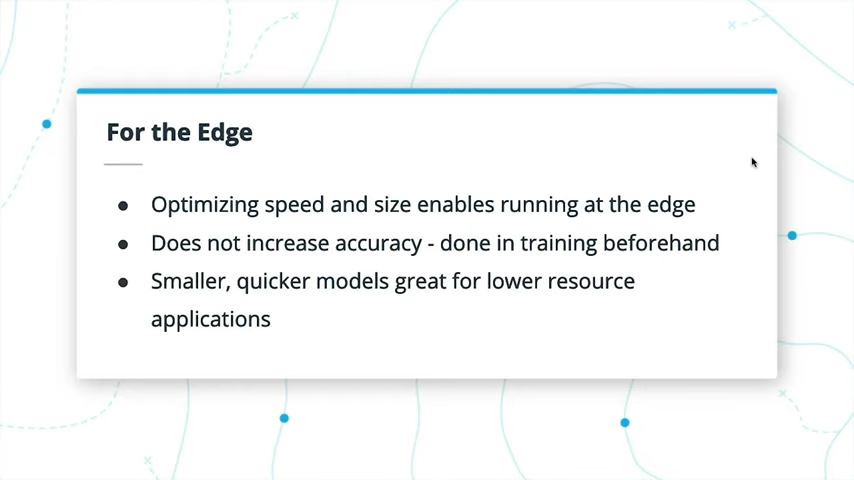 For the Edge
● Optimizing speed and size enables running at the edge
● Does not increase accuracy - done in training beforehand
● Smaller, quicker models great for lower resource
applications